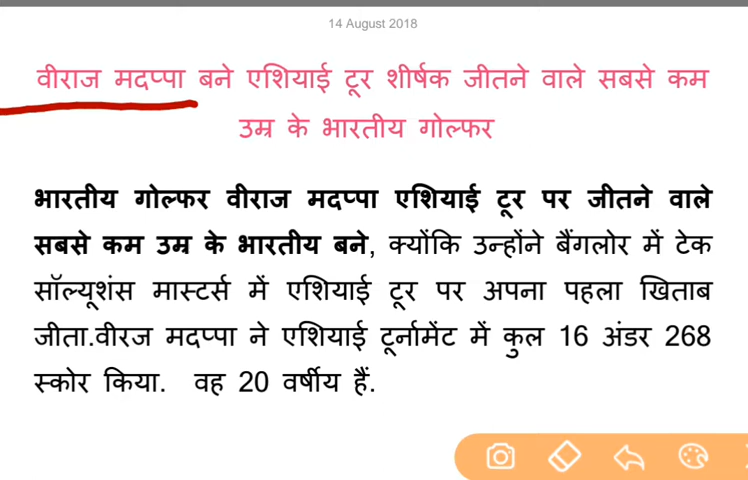 14 August 2018
वीराज मदप्पा बने एशियाई टूर शीर्षक जीतने वाले सबसे कम
उम्र के भारतीय गोल्फर
भारतीय गोल्फर वीराज मदप्पा एशियाई टूर पर जीतने वाले
सबसे कम उम्र के भारतीय बने, क्योंकि उन्होंने बैंगलोर में टेक
सॉल्यूशंस मास्टर्स में एशियाई टूर पर अपना पहला खिताब
जीता.वीरज मदप्पा ने एशियाई टूर्नामेंट में कुल 16 अंडर 268
स्कोर किया. वह 20 वर्षीय हैं.